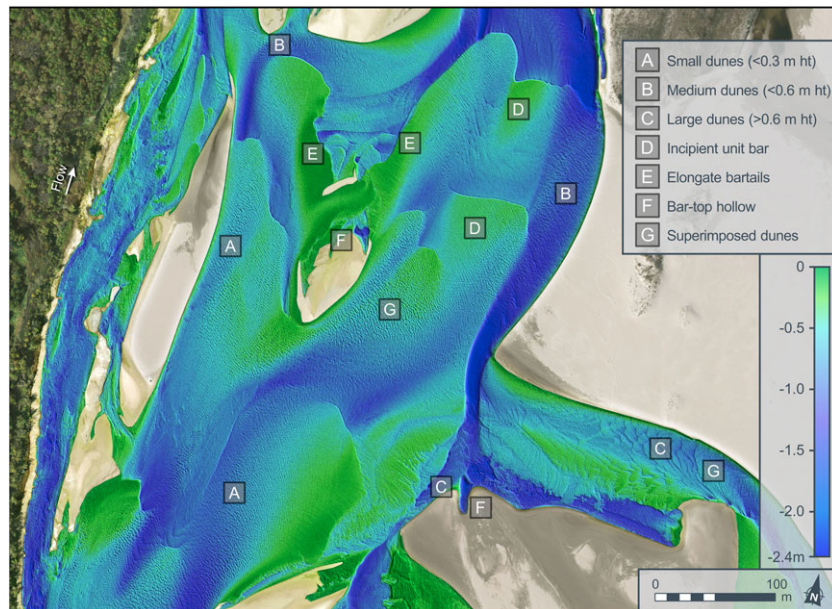 B
A Small dunes (<0.3 m ht)
B Medium dunes (<0.6 m ht)
C Large dunes (>0.6 m ht)
D Incipient unit bar
E Elongate bartails
F Bar-top hollow
G Superimposed dunes
D
E
E
Flow
B
A
D
F
G
0
-0.5
-1.0
-1.5
-2.0
-2.4m
C
G
A
C
F
0 100
m
N